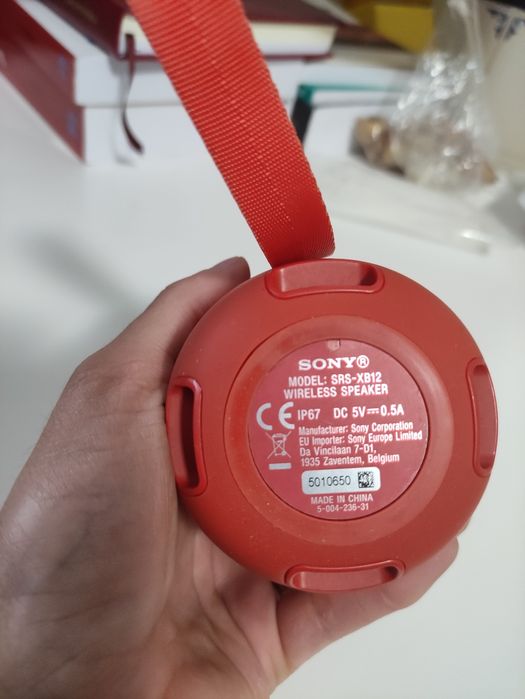 SONY®
MODEL: SRS-XB12
WIRELESS SPEAKER
CE IP67 DC 5V⎓0.5A
Manufacturer: Sony Corporation
EU Importer: Sony Europe Limited
Da Vincilaan 7-D1,
1935 Zaventem, Belgium
5010650
MADE IN CHINA
5-004-236-31